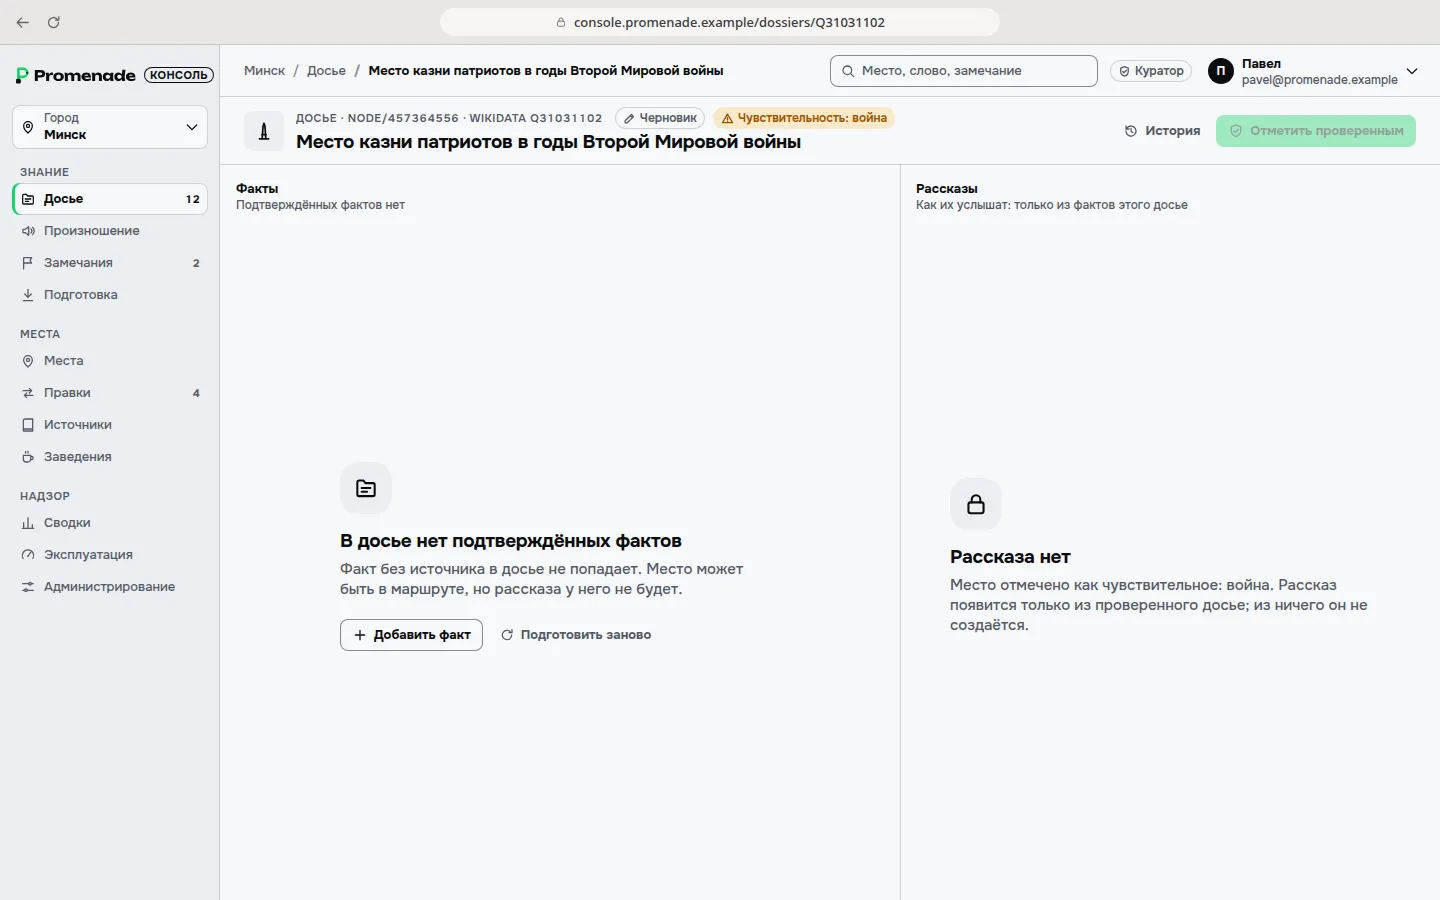 console.promenade.example/dossiers/Q31031102
Promenade КОНСОЛЬ
Город
Минск
ЗНАНИЕ
Досье 12
Произношение
Замечания 2
Подготовка
МЕСТА
Места
Правки 4
Источники
Заведения
НАДЗОР
Сводки
Эксплуатация
Администрирование
Минск / Досье / Место казни патриотов в годы Второй Мировой войны
Место, слово, замечание
Куратор
П
Павел
pavel@promenade.example
ДОСЬЕ · NODE/457364556 · WIKIDATA Q31031102 Черновик Чувствительность: война
Место казни патриотов в годы Второй Мировой войны
История
Отметить проверенным
Факты
Подтверждённых фактов нет
В досье нет подтверждённых фактов
Факт без источника в досье не попадает. Место может
быть в маршруте, но рассказа у него не будет.
Добавить факт
Подготовить заново
Рассказы
Как их услышат: только из фактов этого досье
Рассказа нет
Место отмечено как чувствительное: война. Рассказ
появится только из проверенного досье; из ничего он не
создаётся.